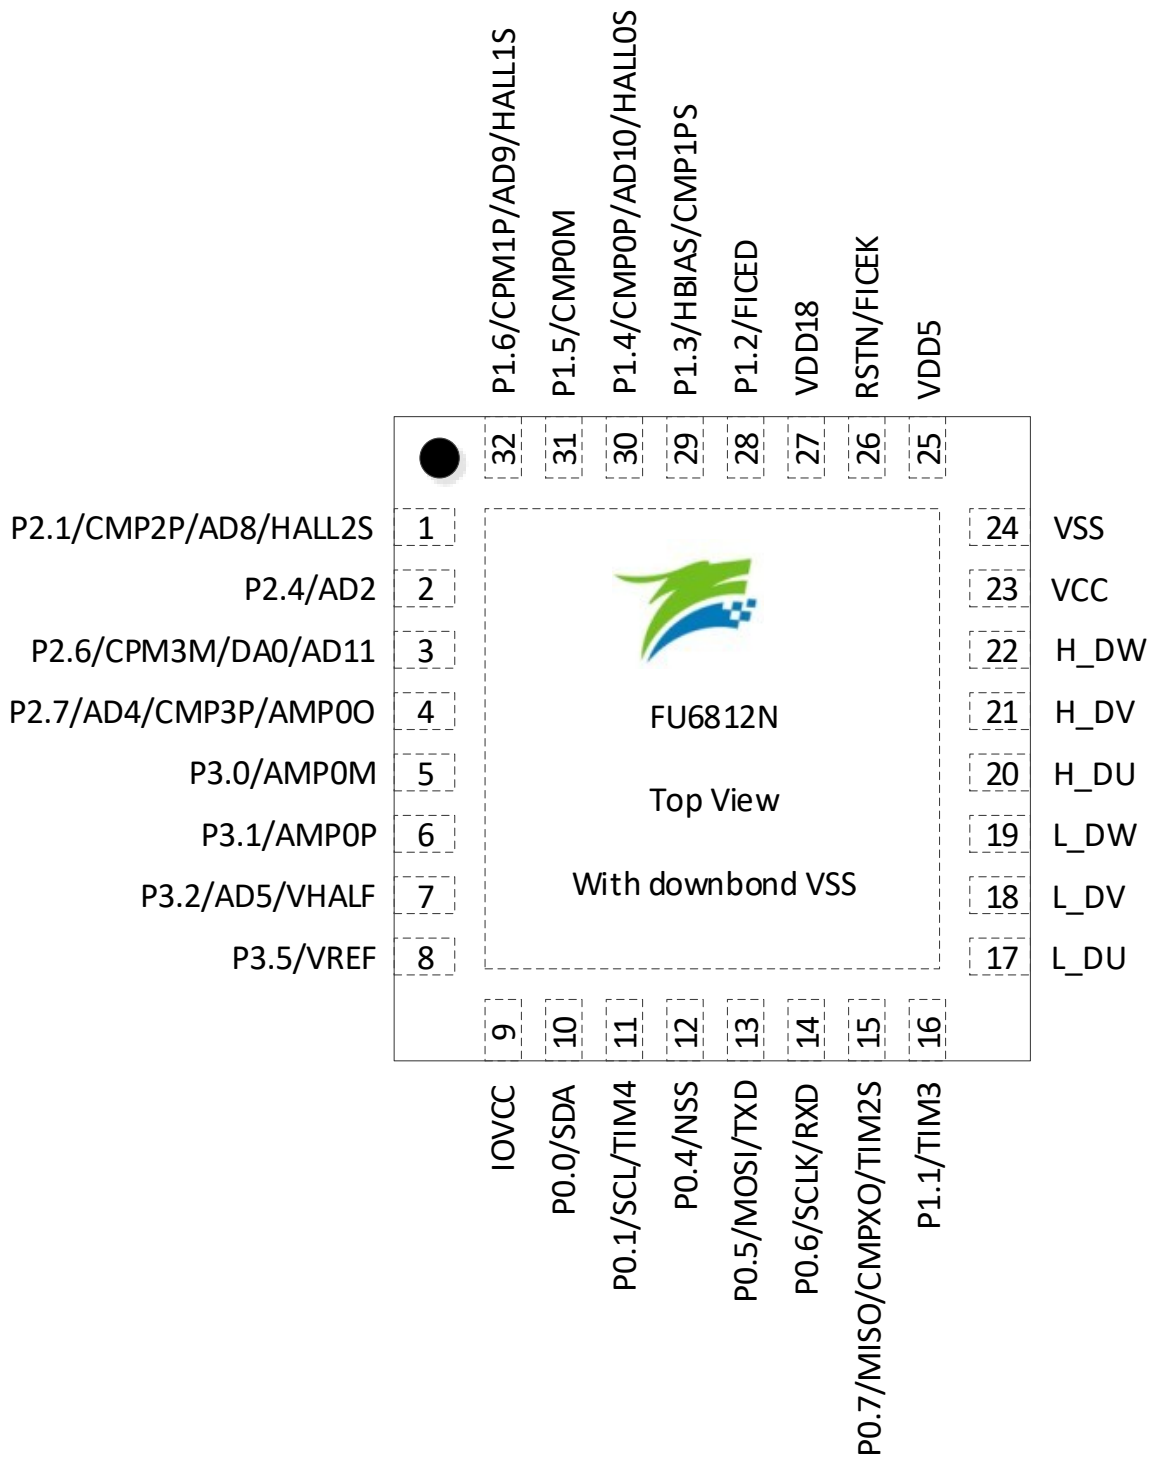 P1.6/CPM1P/AD9/HALL1S
P1.5/CMP0M
P1.4/CMP0P/AD10/HALL0S
P1.3/HBIAS/CMP1PS
P1.2/FICED
VDD18
RSTN/FICEK
VDD5
32
31
30
29
28
27
26
25
P2.1/CMP2P/AD8/HALL2S 1
P2.4/AD2 2
P2.6/CPM3M/DA0/AD11 3
P2.7/AD4/CMP3P/AMP0O 4
P3.0/AMP0M 5
P3.1/AMP0P 6
P3.2/AD5/VHALF 7
P3.5/VREF 8
FU6812N
Top View
With downbond VSS
24 VSS
23 VCC
22 H_DW
21 H_DV
20 H_DU
19 L_DW
18 L_DV
17 L_DU
9
10
11
12
13
14
15
16
IOVCC
P0.0/SDA
P0.1/SCL/TIM4
P0.4/NSS
P0.5/MOSI/TXD
P0.6/SCLK/RXD
P0.7/MISO/CMPXO/TIM2S
P1.1/TIM3